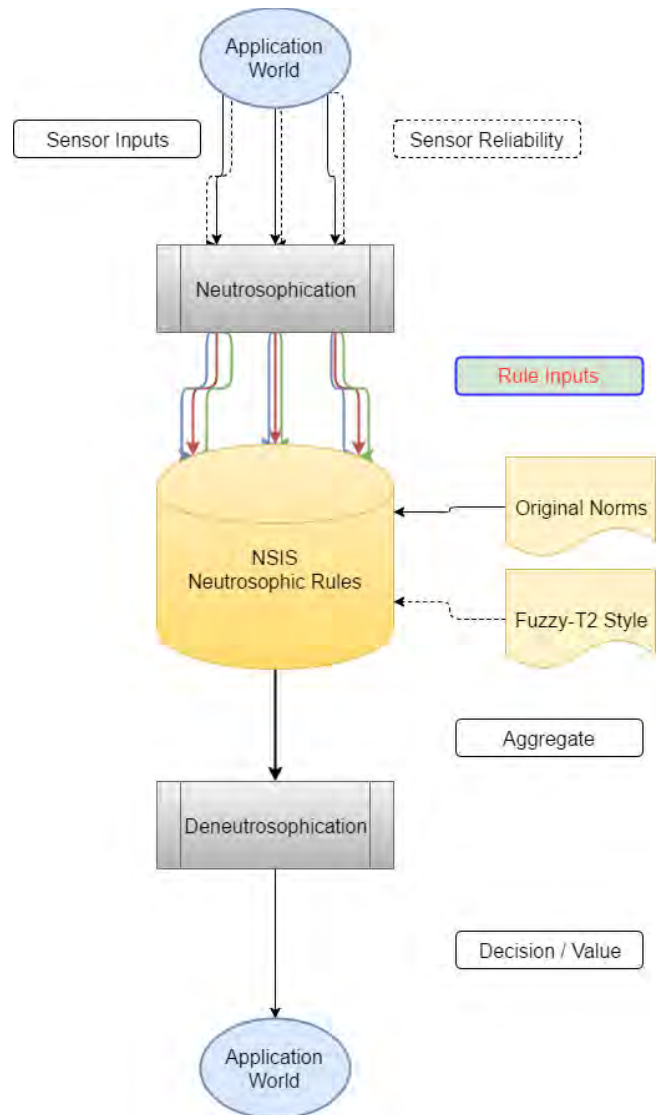 Application
World
Sensor Inputs
Sensor Reliability
Neutrosophication
Rule Inputs
Original Norms
NSIS
Neutrosophic Rules
Fuzzy-T2 Style
Aggregate
Deneutrosophication
Decision / Value
Application
World